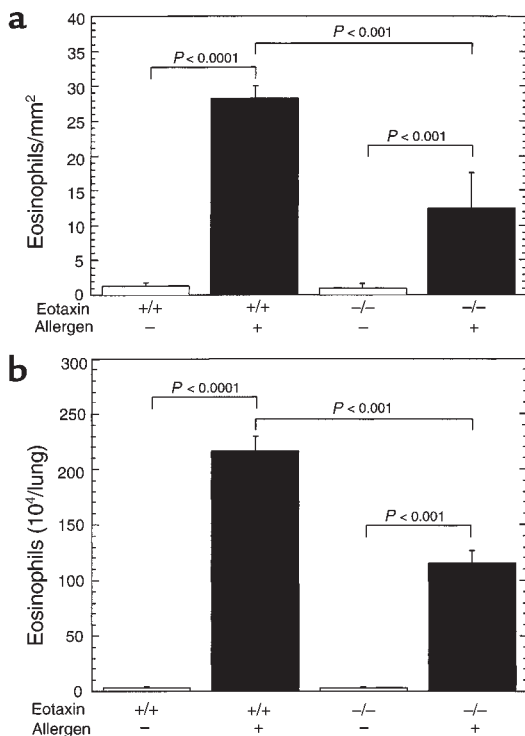 a
40
P < 0.001
35
P < 0.0001
30
25
P < 0.001
20
15
10
5
0
Eosinophils/mm²
Eotaxin +/+ +/+ −/− −/−
Allergen − + − +
b
300
P < 0.0001
250
P < 0.001
200
150
P < 0.001
100
50
0
Eosinophils (10⁴/lung)
Eotaxin +/+ +/+ −/− −/−
Allergen − + − +